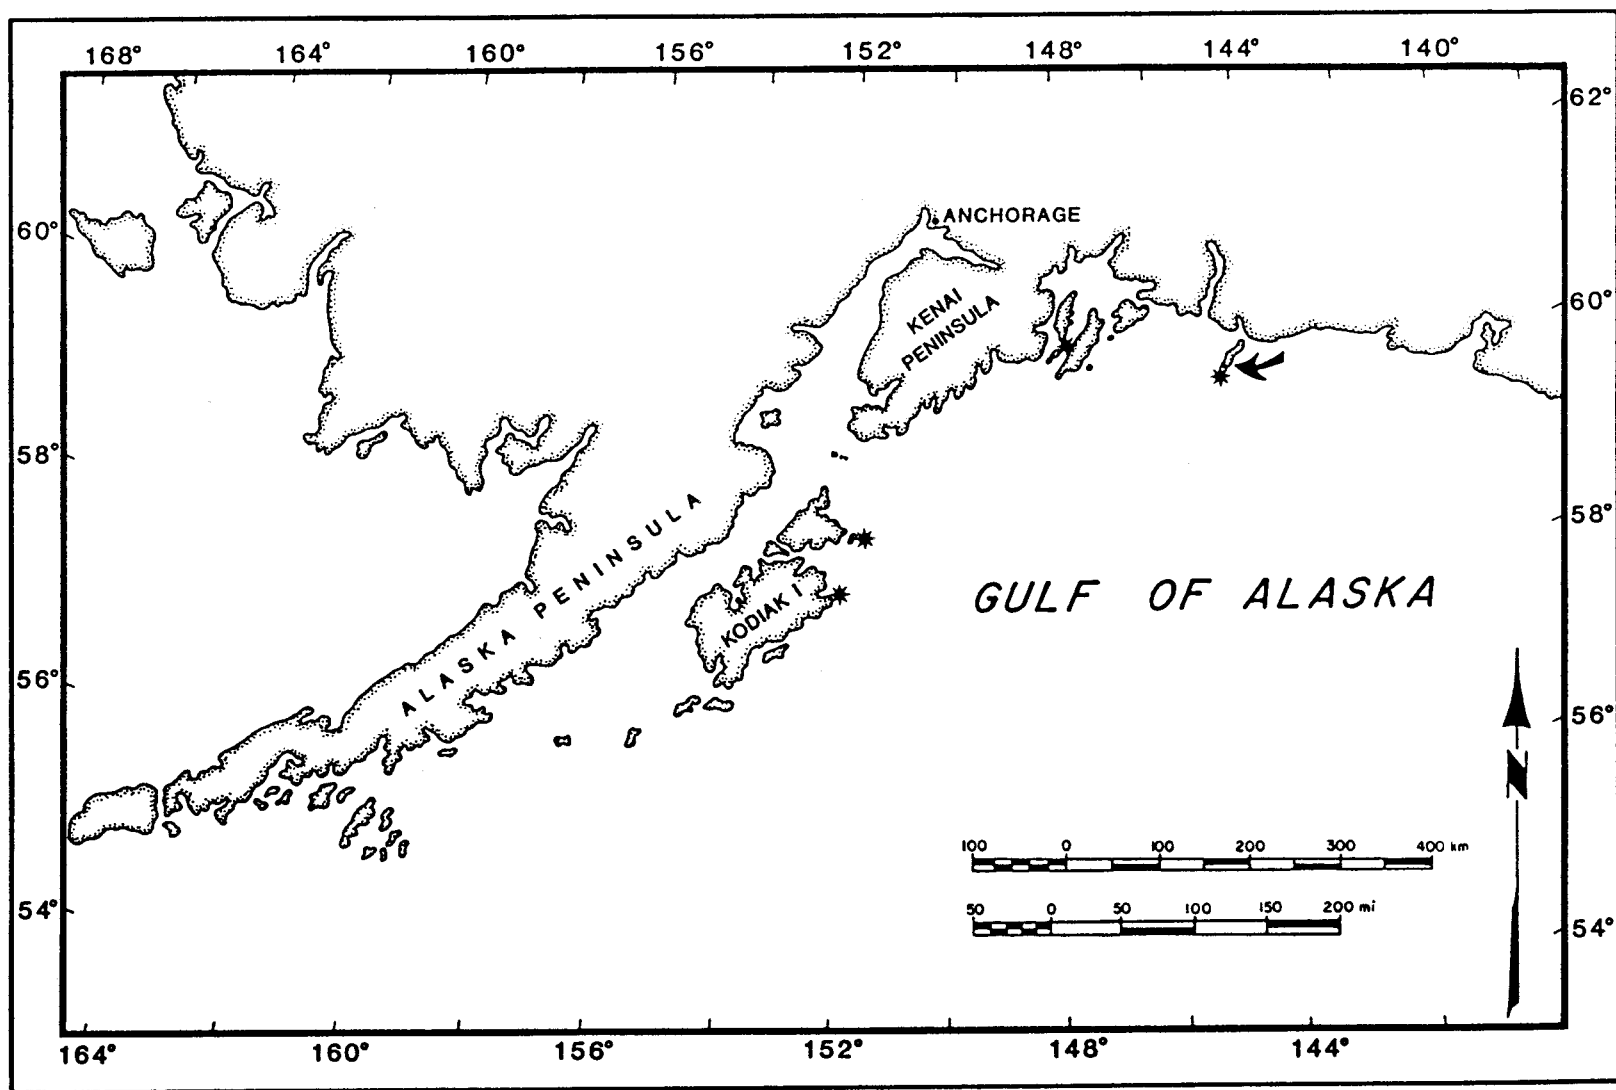 168° 164° 160° 156° 152° 148° 144° 140°
62°
60°
ANCHORAGE
60°
KENAI
PENINSULA
58°
58°
ALASKA PENINSULA
KODIAK I
GULF OF ALASKA
56°
56°
N
100 0 100 200 300 400 km
50 0 50 100 150 200 mi
54°
54°
164° 160° 156° 152° 148° 144°